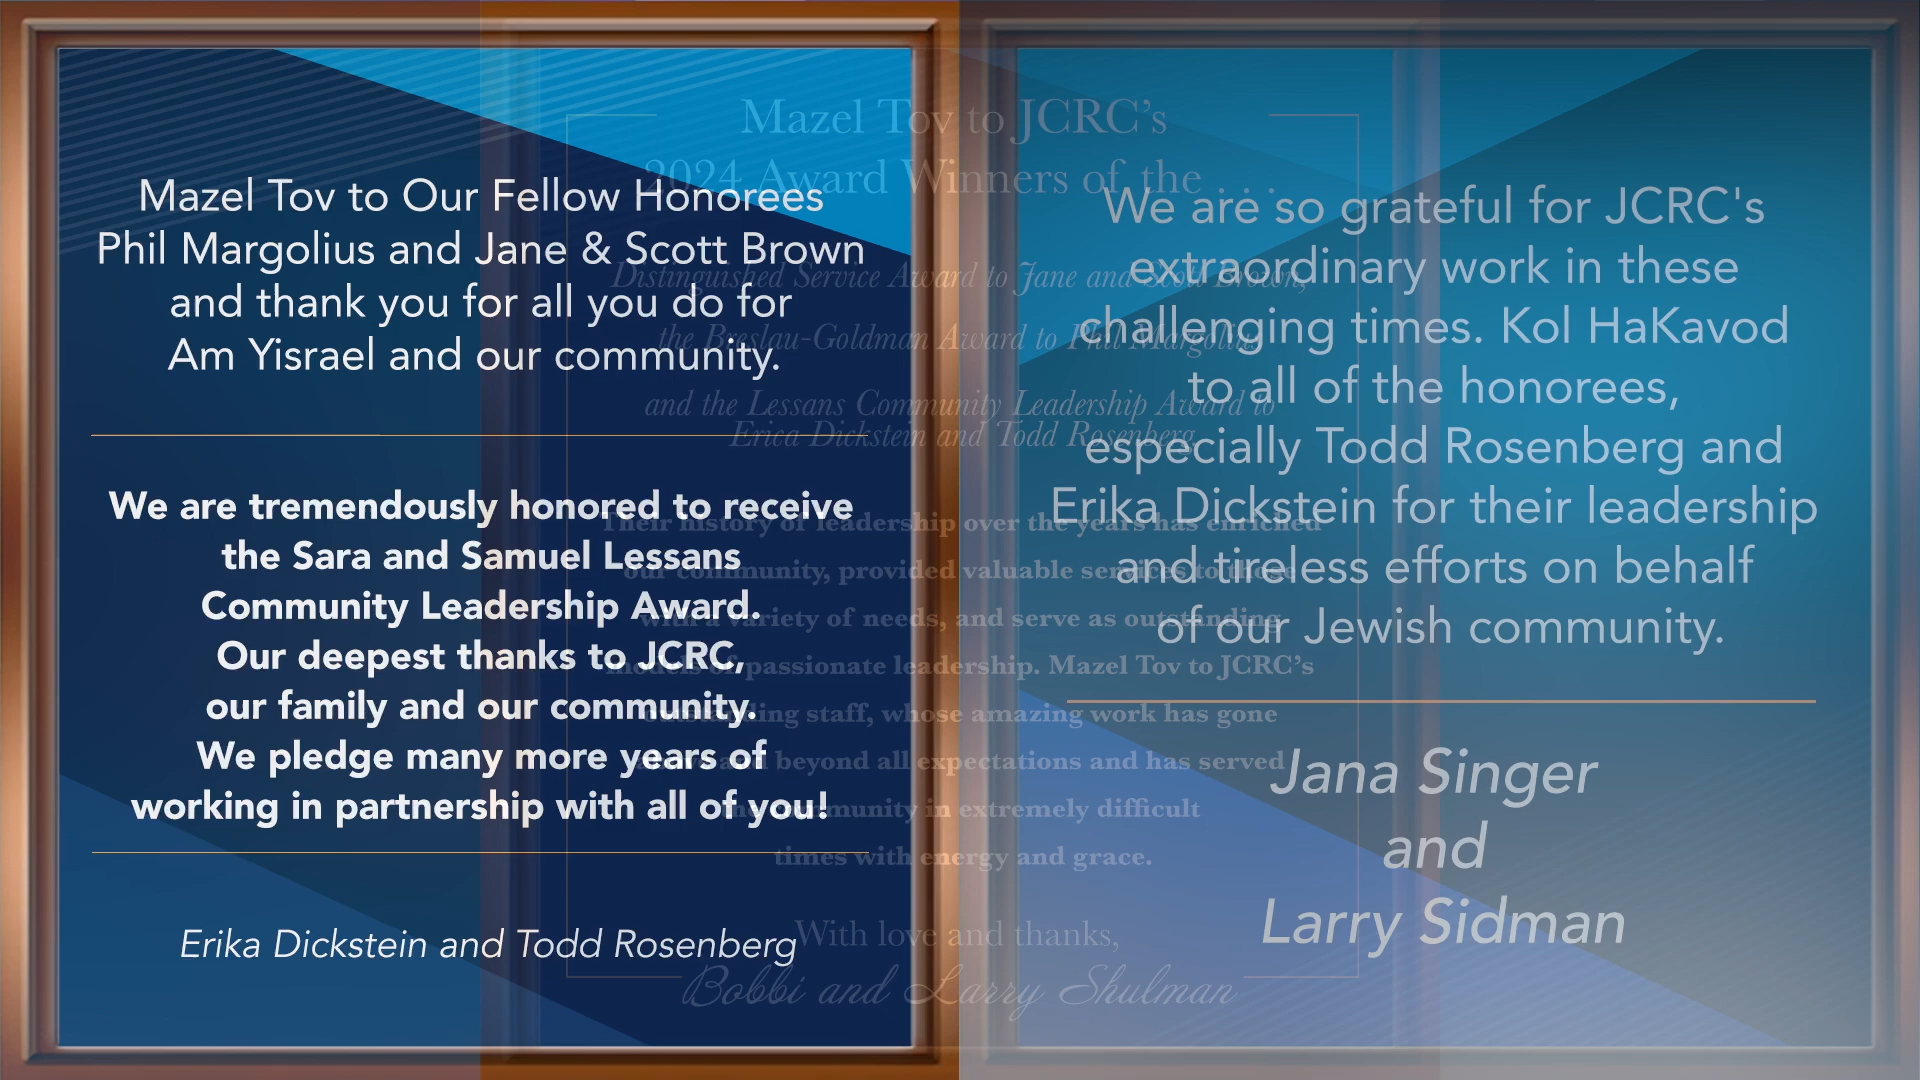 Mazel Tov to Our Fellow Honorees
Phil Margolius and Jane & Scott Brown
and thank you for all you do for
Am Yisrael and our community.
We are tremendously honored to receive
the Sara and Samuel Lessans
Community Leadership Award.
Our deepest thanks to JCRC,
our family and our community.
We pledge many more years of
working in partnership with all of you!
Erika Dickstein and Todd Rosenberg
Mazel Tov to JCRC’s
2024 Award Winners of the . . .
Distinguished Service Award to Jane and Scott Brown,
the Breslau-Goldman Award to Phil Margolius
and the Lessans Community Leadership Award to
Erica Dickstein and Todd Rosenberg.
Their history of leadership over the years has enriched
our community, provided valuable services to those
with a variety of needs, and serve as outstanding
models of passionate leadership. Mazel Tov to JCRC’s
outstanding staff, whose amazing work has gone
and beyond all expectations and has served
the community in extremely difficult
times with energy and grace.
With love and thanks,
Bobbi and Larry Shulman
We are so grateful for JCRC's
extraordinary work in these
challenging times. Kol HaKavod
to all of the honorees,
especially Todd Rosenberg and
Erika Dickstein for their leadership
and tireless efforts on behalf
of our Jewish community.
Jana Singer
and
Larry Sidman